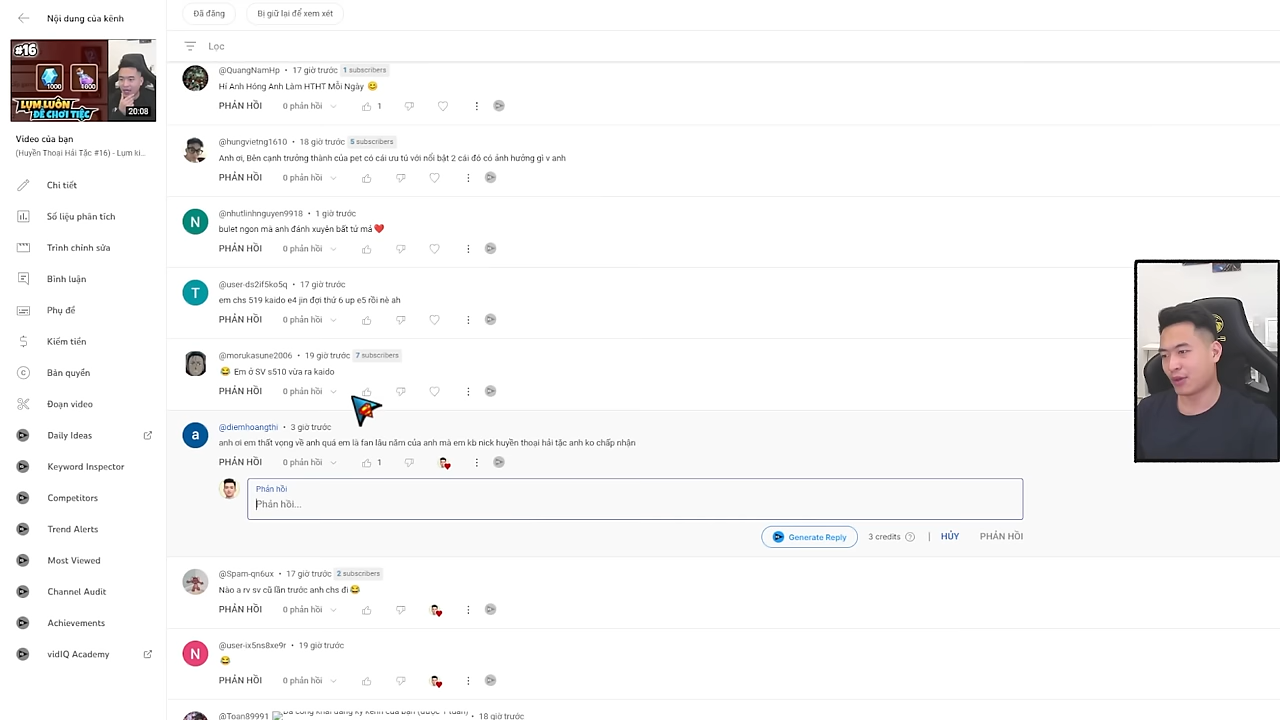 Nội dung của kênh
#16
1000
1000
LỤM LUÔN
ĐỂ CHƠI TIỆC
20:08
Video của bạn
(Huyền Thoại Hải Tặc #16) - Lụm ki...
Chi tiết
Số liệu phân tích
Trình chỉnh sửa
Bình luận
Phụ đề
Kiếm tiền
Bản quyền
Đoạn video
Daily Ideas
Keyword Inspector
Competitors
Trend Alerts
Most Viewed
Channel Audit
Achievements
vidIQ Academy
Đã đăng
Bị giữ lại để xem xét
Lọc
@QuangNamHp • 17 giờ trước 1 subscribers
Hí Anh Hóng Anh Làm HTHT Mỗi Ngày 😊
PHẢN HỒI 0 phản hồi 1
@hungvietng1610 • 18 giờ trước 5 subscribers
Anh ơi, Bên cạnh trưởng thành của pet có cái ưu tú với nổi bật 2 cái đó có ảnh hưởng gì v anh
PHẢN HỒI 0 phản hồi
N
@nhutlinhnguyen9918 • 1 giờ trước
bulet ngon mà anh đánh xuyên bất tử mà❤️
PHẢN HỒI 0 phản hồi
T
@user-ds2if5ko5q • 17 giờ trước
em chs 519 kaido e4 jin đợi thứ 6 up e5 rồi nè ah
PHẢN HỒI 0 phản hồi
@morukasune2006 • 19 giờ trước 7 subscribers
😂 Em ở SV s510 vừa ra kaido
PHẢN HỒI 0 phản hồi
a
@diemhoangthi • 3 giờ trước
anh ơi em thất vọng về anh quá em là fan lâu năm của anh mà em kb nick huyền thoại hải tặc anh ko chấp nhận
PHẢN HỒI 0 phản hồi 1
Phản hồi
Phản hồi...
Generate Reply 3 credits ? | HỦY PHẢN HỒI
@Spam-qn6ux • 17 giờ trước 2 subscribers
Nào a rv sv cũ lần trước anh chs đi😂
PHẢN HỒI 0 phản hồi
N
@user-ix5ns8xe9r • 19 giờ trước
😂
PHẢN HỒI 0 phản hồi
@Toan89991 Đã công khai đăng ký kênh của bạn (được 1 tuần) • 18 giờ trước